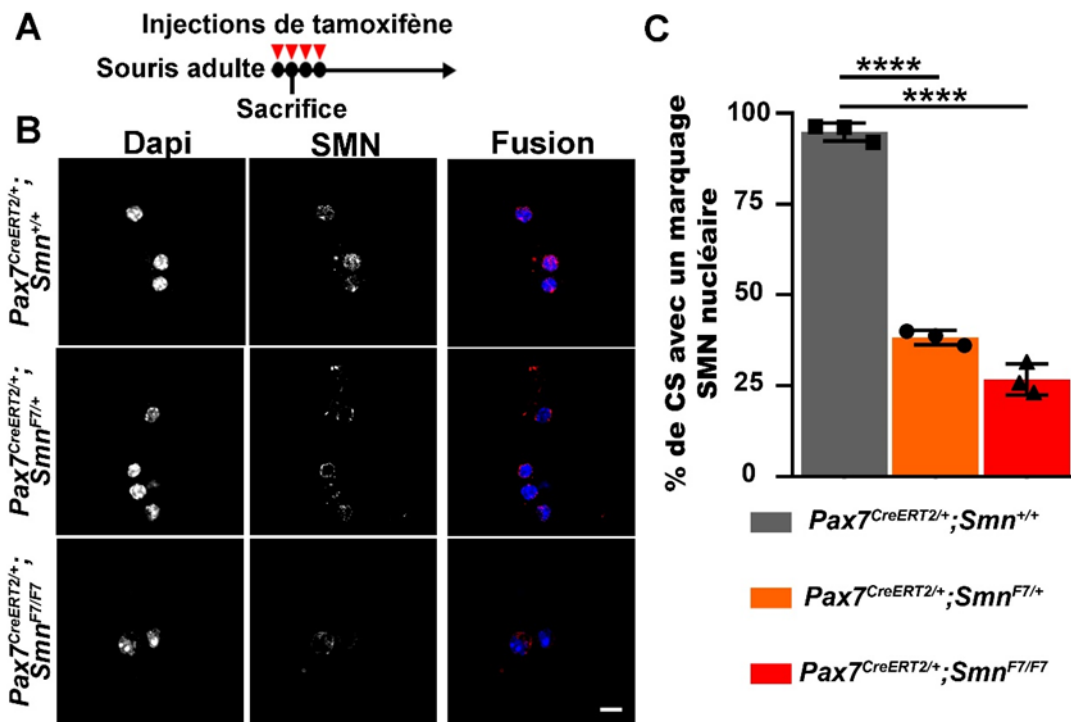 A
Injections de tamoxifène
Souris adulte
Sacrifice
B
Dapi
SMN
Fusion
Pax7CreERT2/+;
Smn+/+
Pax7CreERT2/+;
SmnF7/+
Pax7CreERT2/+;
SmnF7/F7
C
****
****
% de CS avec un marquage
SMN nucléaire
100
75
50
25
0
Pax7CreERT2/+;Smn+/+
Pax7CreERT2/+;SmnF7/+
Pax7CreERT2/+;SmnF7/F7